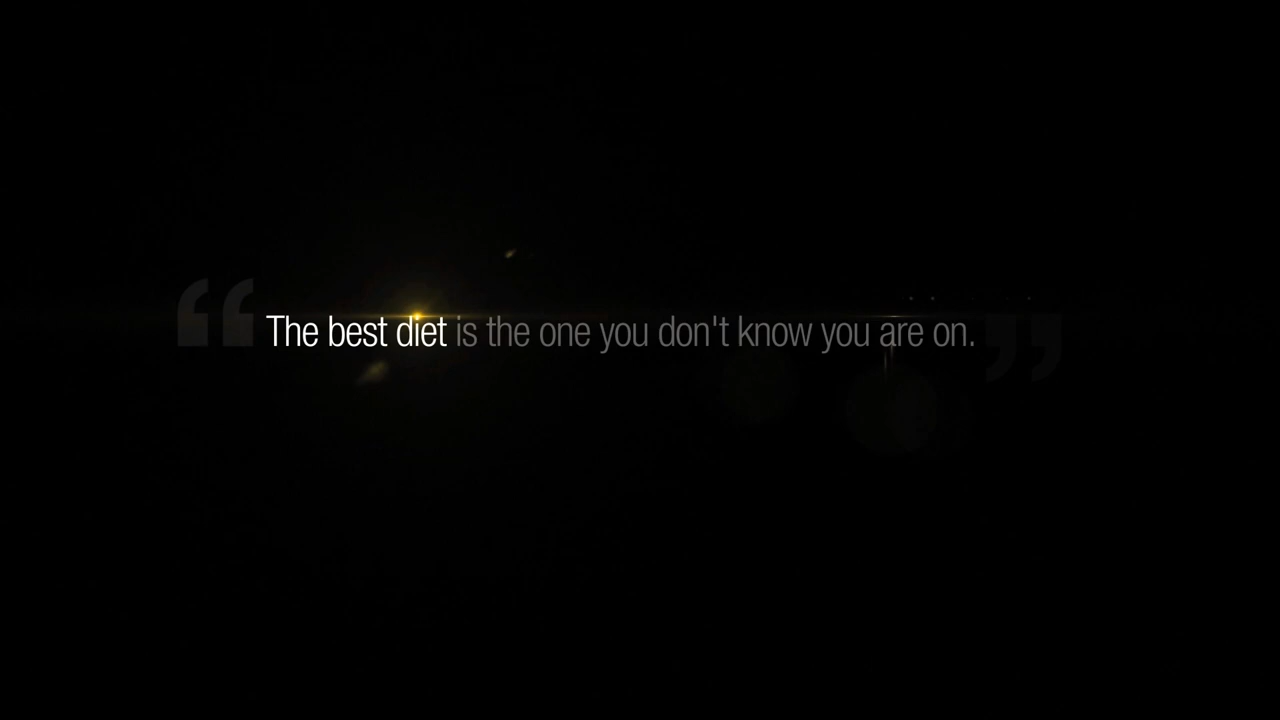 “The best diet is the one you don't know you are on.”